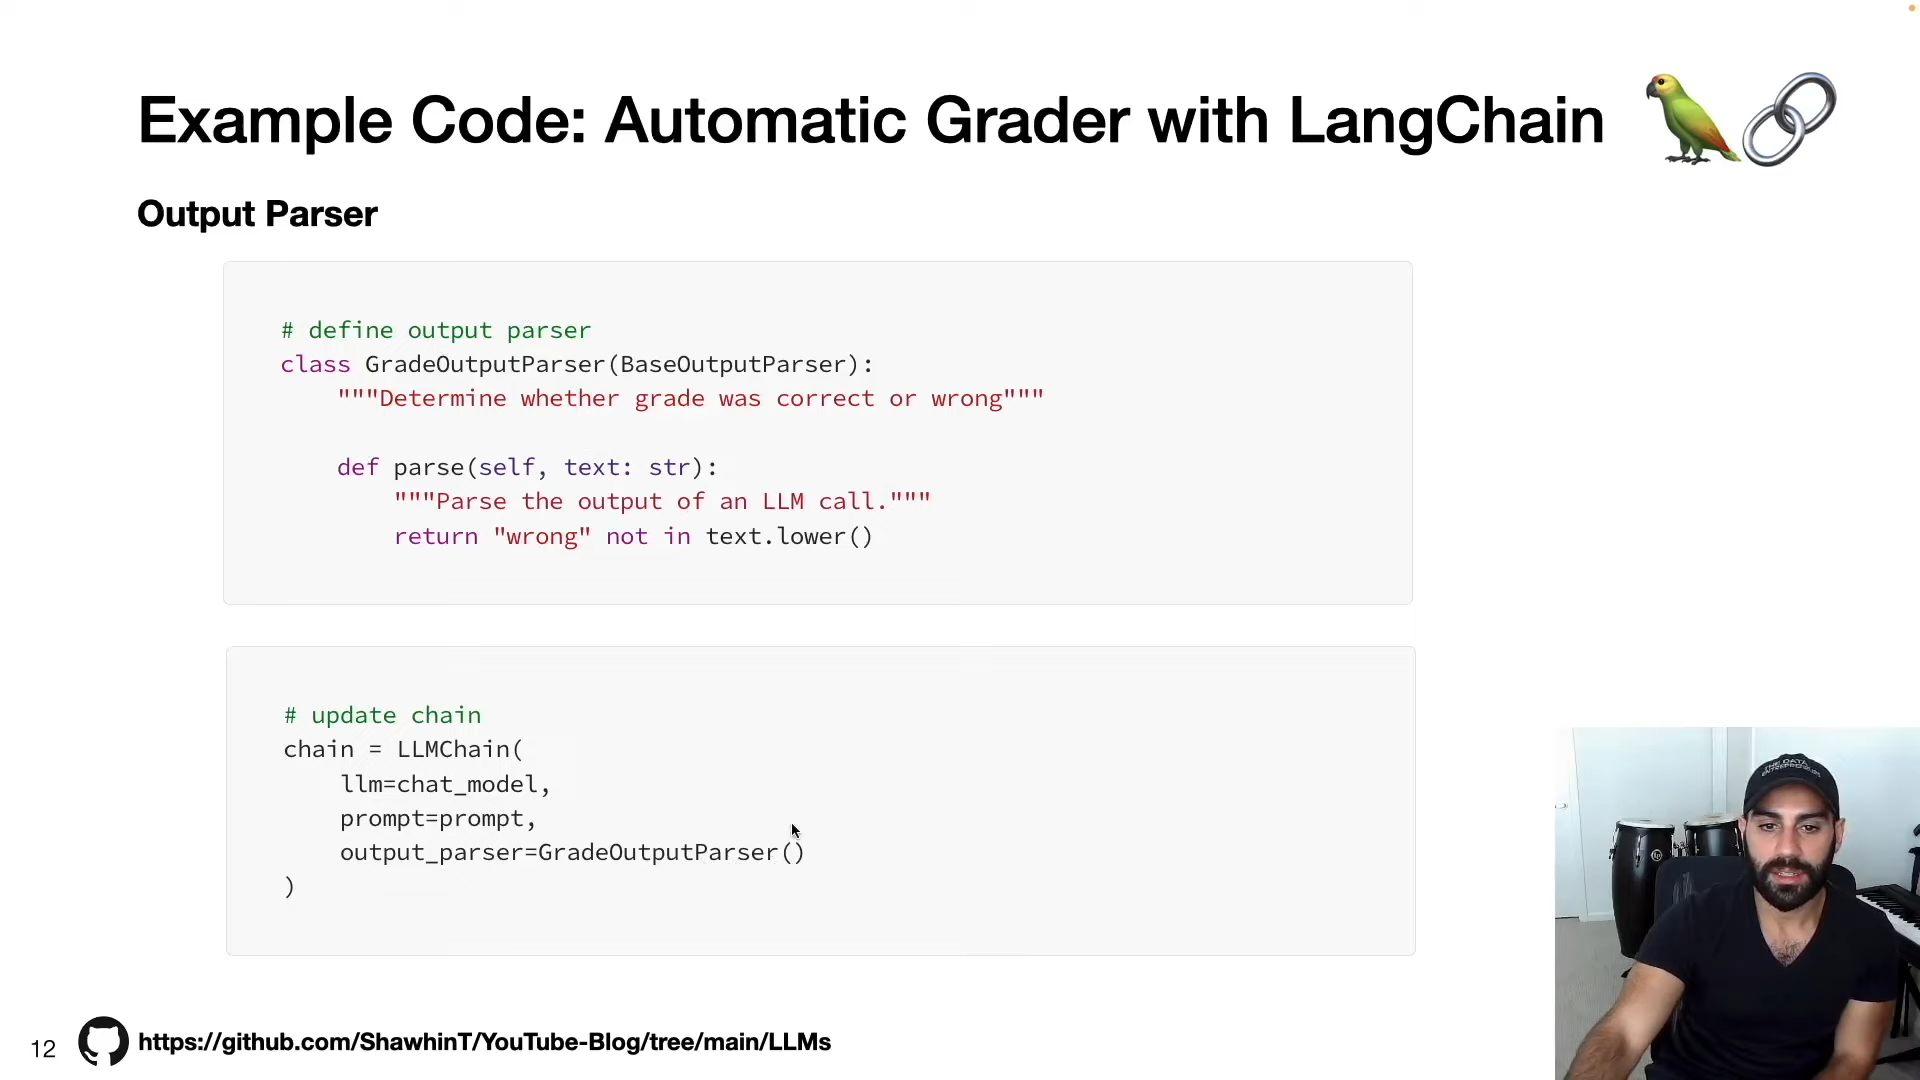 Example Code: Automatic Grader with LangChain
Output Parser
# define output parser
class GradeOutputParser(BaseOutputParser):
    """Determine whether grade was correct or wrong"""
    def parse(self, text: str):
        """Parse the output of an LLM call."""
        return "wrong" not in text.lower()
# update chain
chain = LLMChain(
    llm=chat_model,
    prompt=prompt,
    output_parser=GradeOutputParser()
)
THE DATA
ENTREPRENEURS
12
https://github.com/ShawhinT/YouTube-Blog/tree/main/LLMs